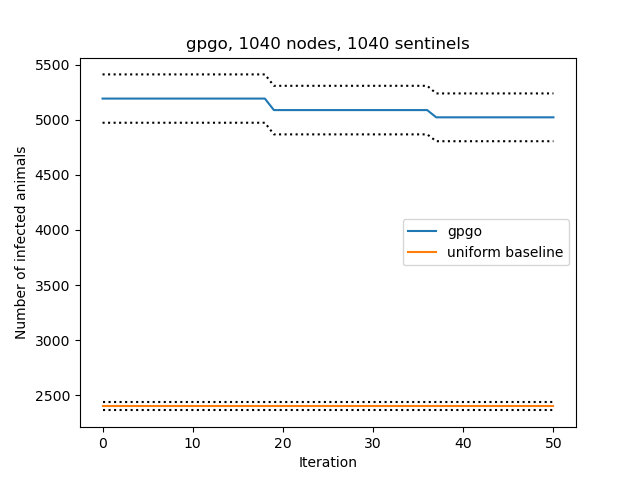 gpgo, 1040 nodes, 1040 sentinels
5500
5000
4500
4000
3500
3000
2500
Number of infected animals
gpgo
uniform baseline
0 10 20 30 40 50
Iteration